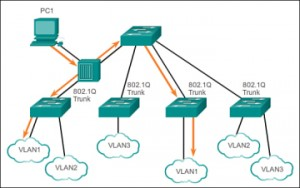 PC1
802.1Q
Trunk
802.1Q
Trunk
802.1Q
Trunk
802.1Q
Trunk
VLAN1
VLAN2
VLAN3
VLAN1
VLAN2
VLAN3